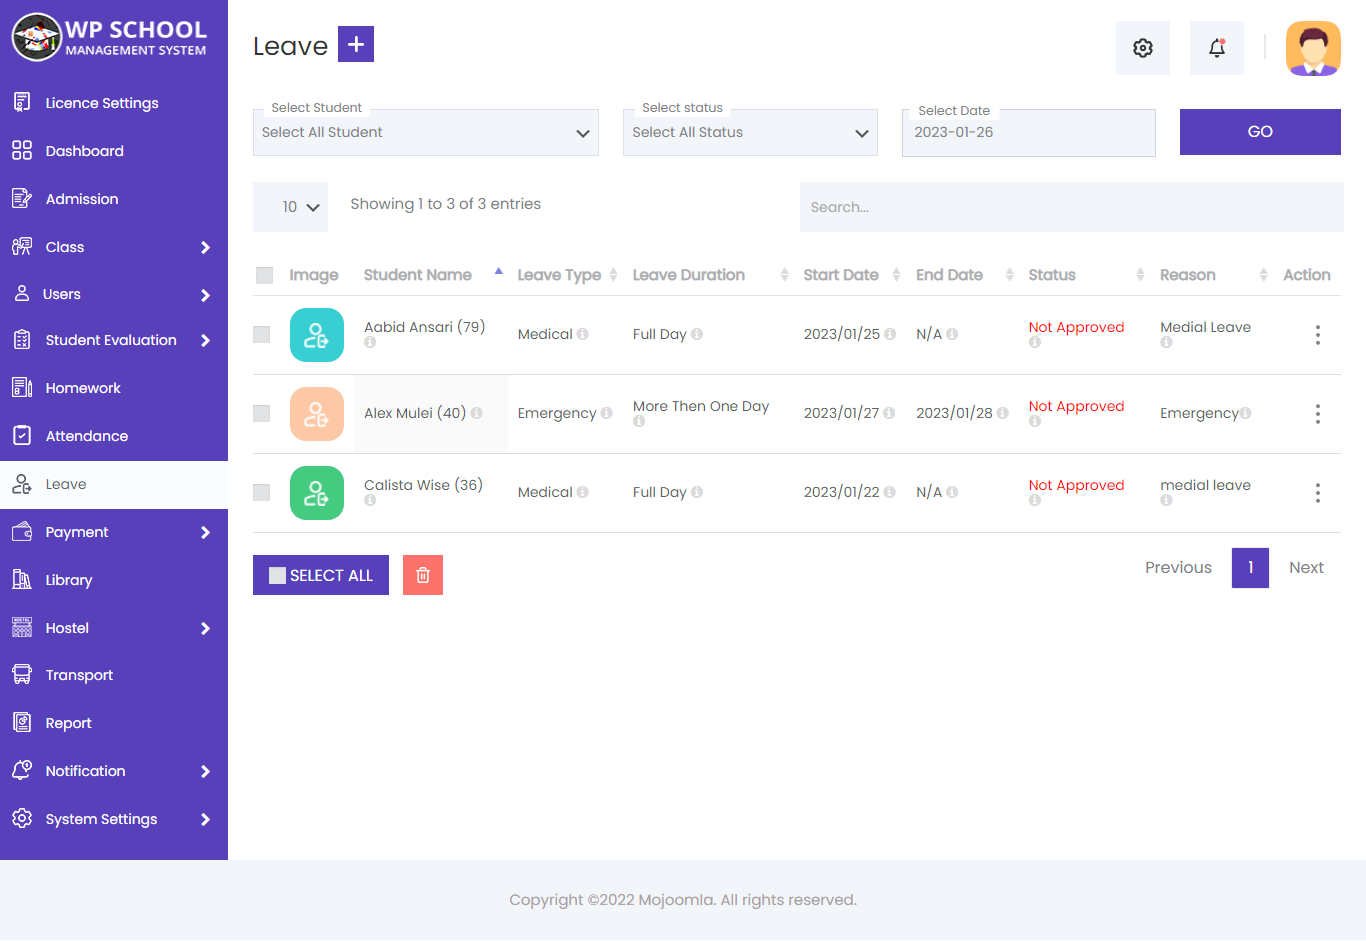 WP SCHOOL
MANAGEMENT SYSTEM
Licence Settings
Dashboard
Admission
Class
Users
Student Evaluation
Homework
Attendance
Leave
Payment
Library
Hostel
Transport
Report
Notification
System Settings
Leave +
Select Student
Select All Student
Select status
Select All Status
Select Date
2023-01-26
GO
10
Showing 1 to 3 of 3 entries
Search...
Image Student Name Leave Type Leave Duration Start Date End Date Status Reason Action
Aabid Ansari (79) Medical Full Day 2023/01/25 N/A Not Approved Medial Leave
Alex Mulei (40) Emergency More Then One Day 2023/01/27 2023/01/28 Not Approved Emergency
Calista Wise (36) Medical Full Day 2023/01/22 N/A Not Approved medial leave
SELECT ALL
Previous 1 Next
Copyright ©2022 Mojoomla. All rights reserved.